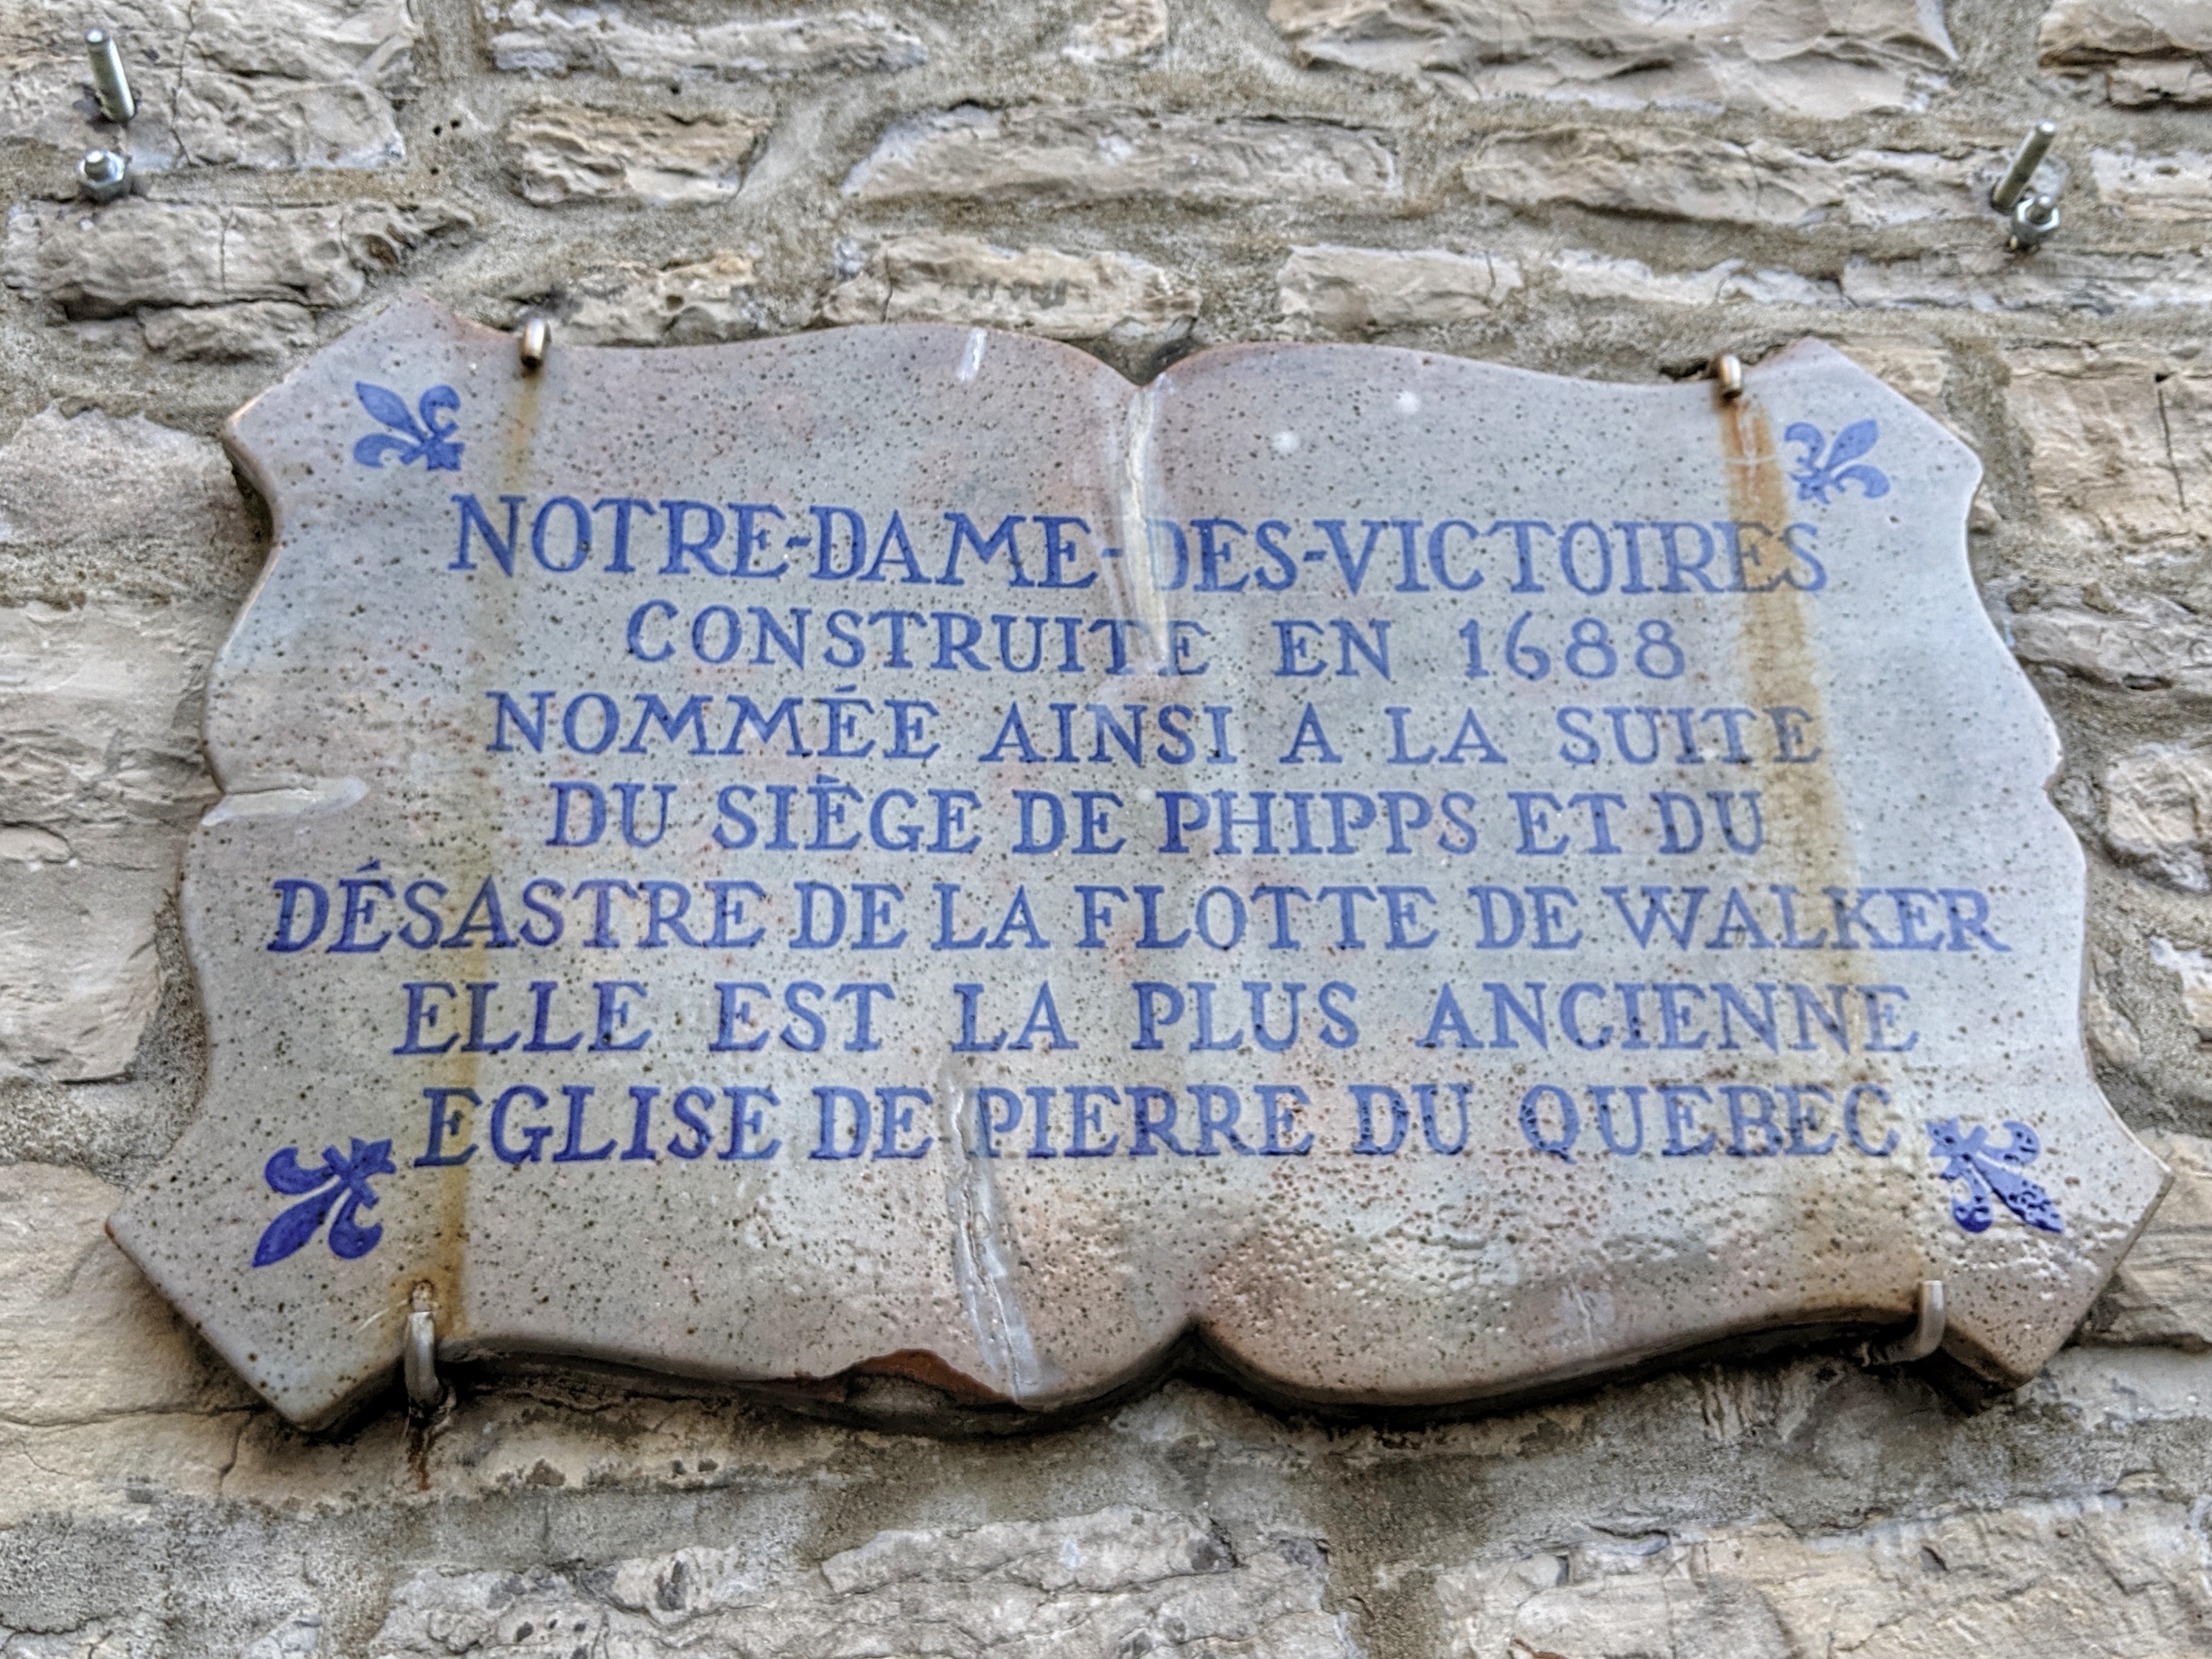 NOTRE-DAME-DES-VICTOIRES
CONSTRUITE EN 1688
NOMMÉE AINSI A LA SUITE
DU SIÈGE DE PHIPPS ET DU
DÉSASTRE DE LA FLOTTE DE WALKER
ELLE EST LA PLUS ANCIENNE
EGLISE DE PIERRE DU QUEBEC